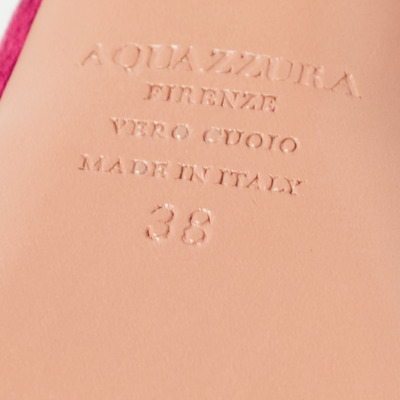 AQUAZZURA
FIRENZE
VERO CUOIO
MADE IN ITALY
38